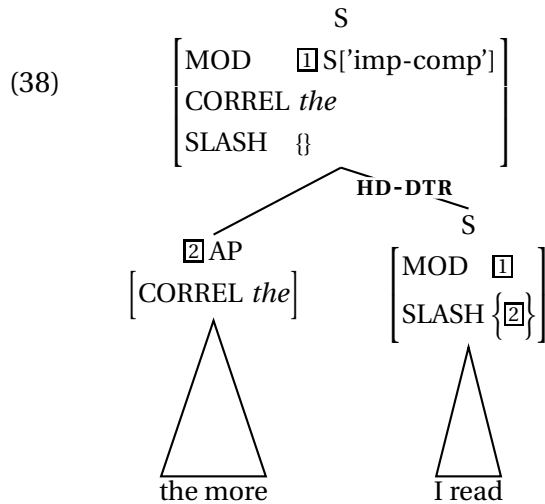 (38)
S
[MOD 1 S['imp-comp']
CORREL the
SLASH {}]
HD-DTR
2 AP
[CORREL the]
S
[MOD 1
SLASH {2}]
the more
I read